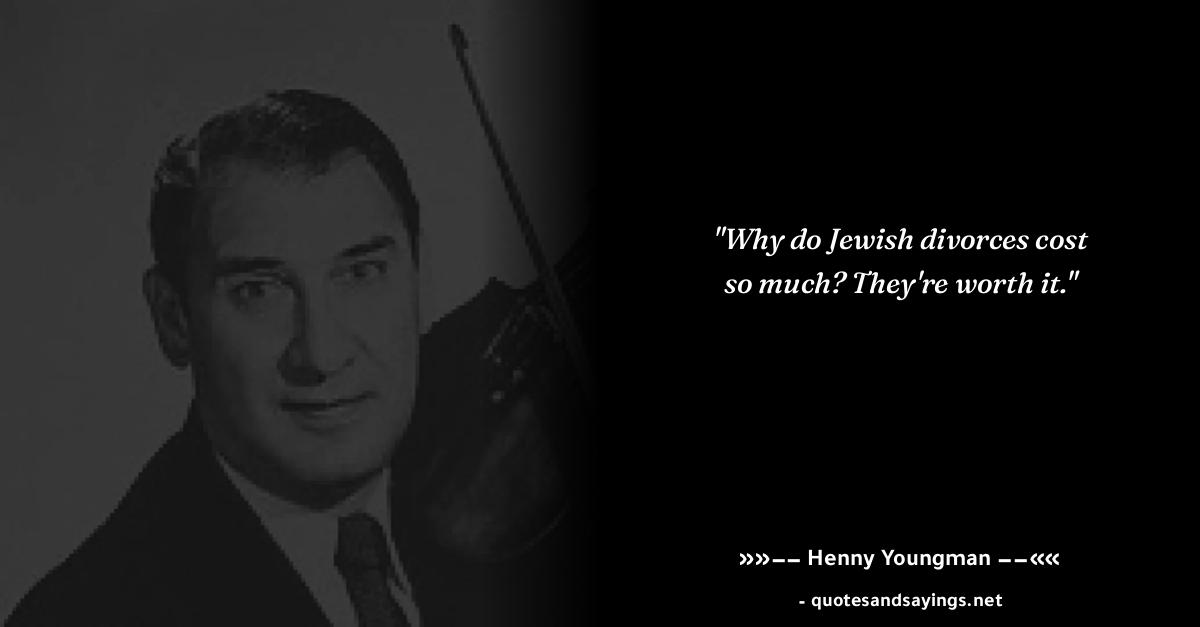 "Why do Jewish divorces cost
so much? They're worth it."
»»–– Henny Youngman ––««
- quotesandsayings.net